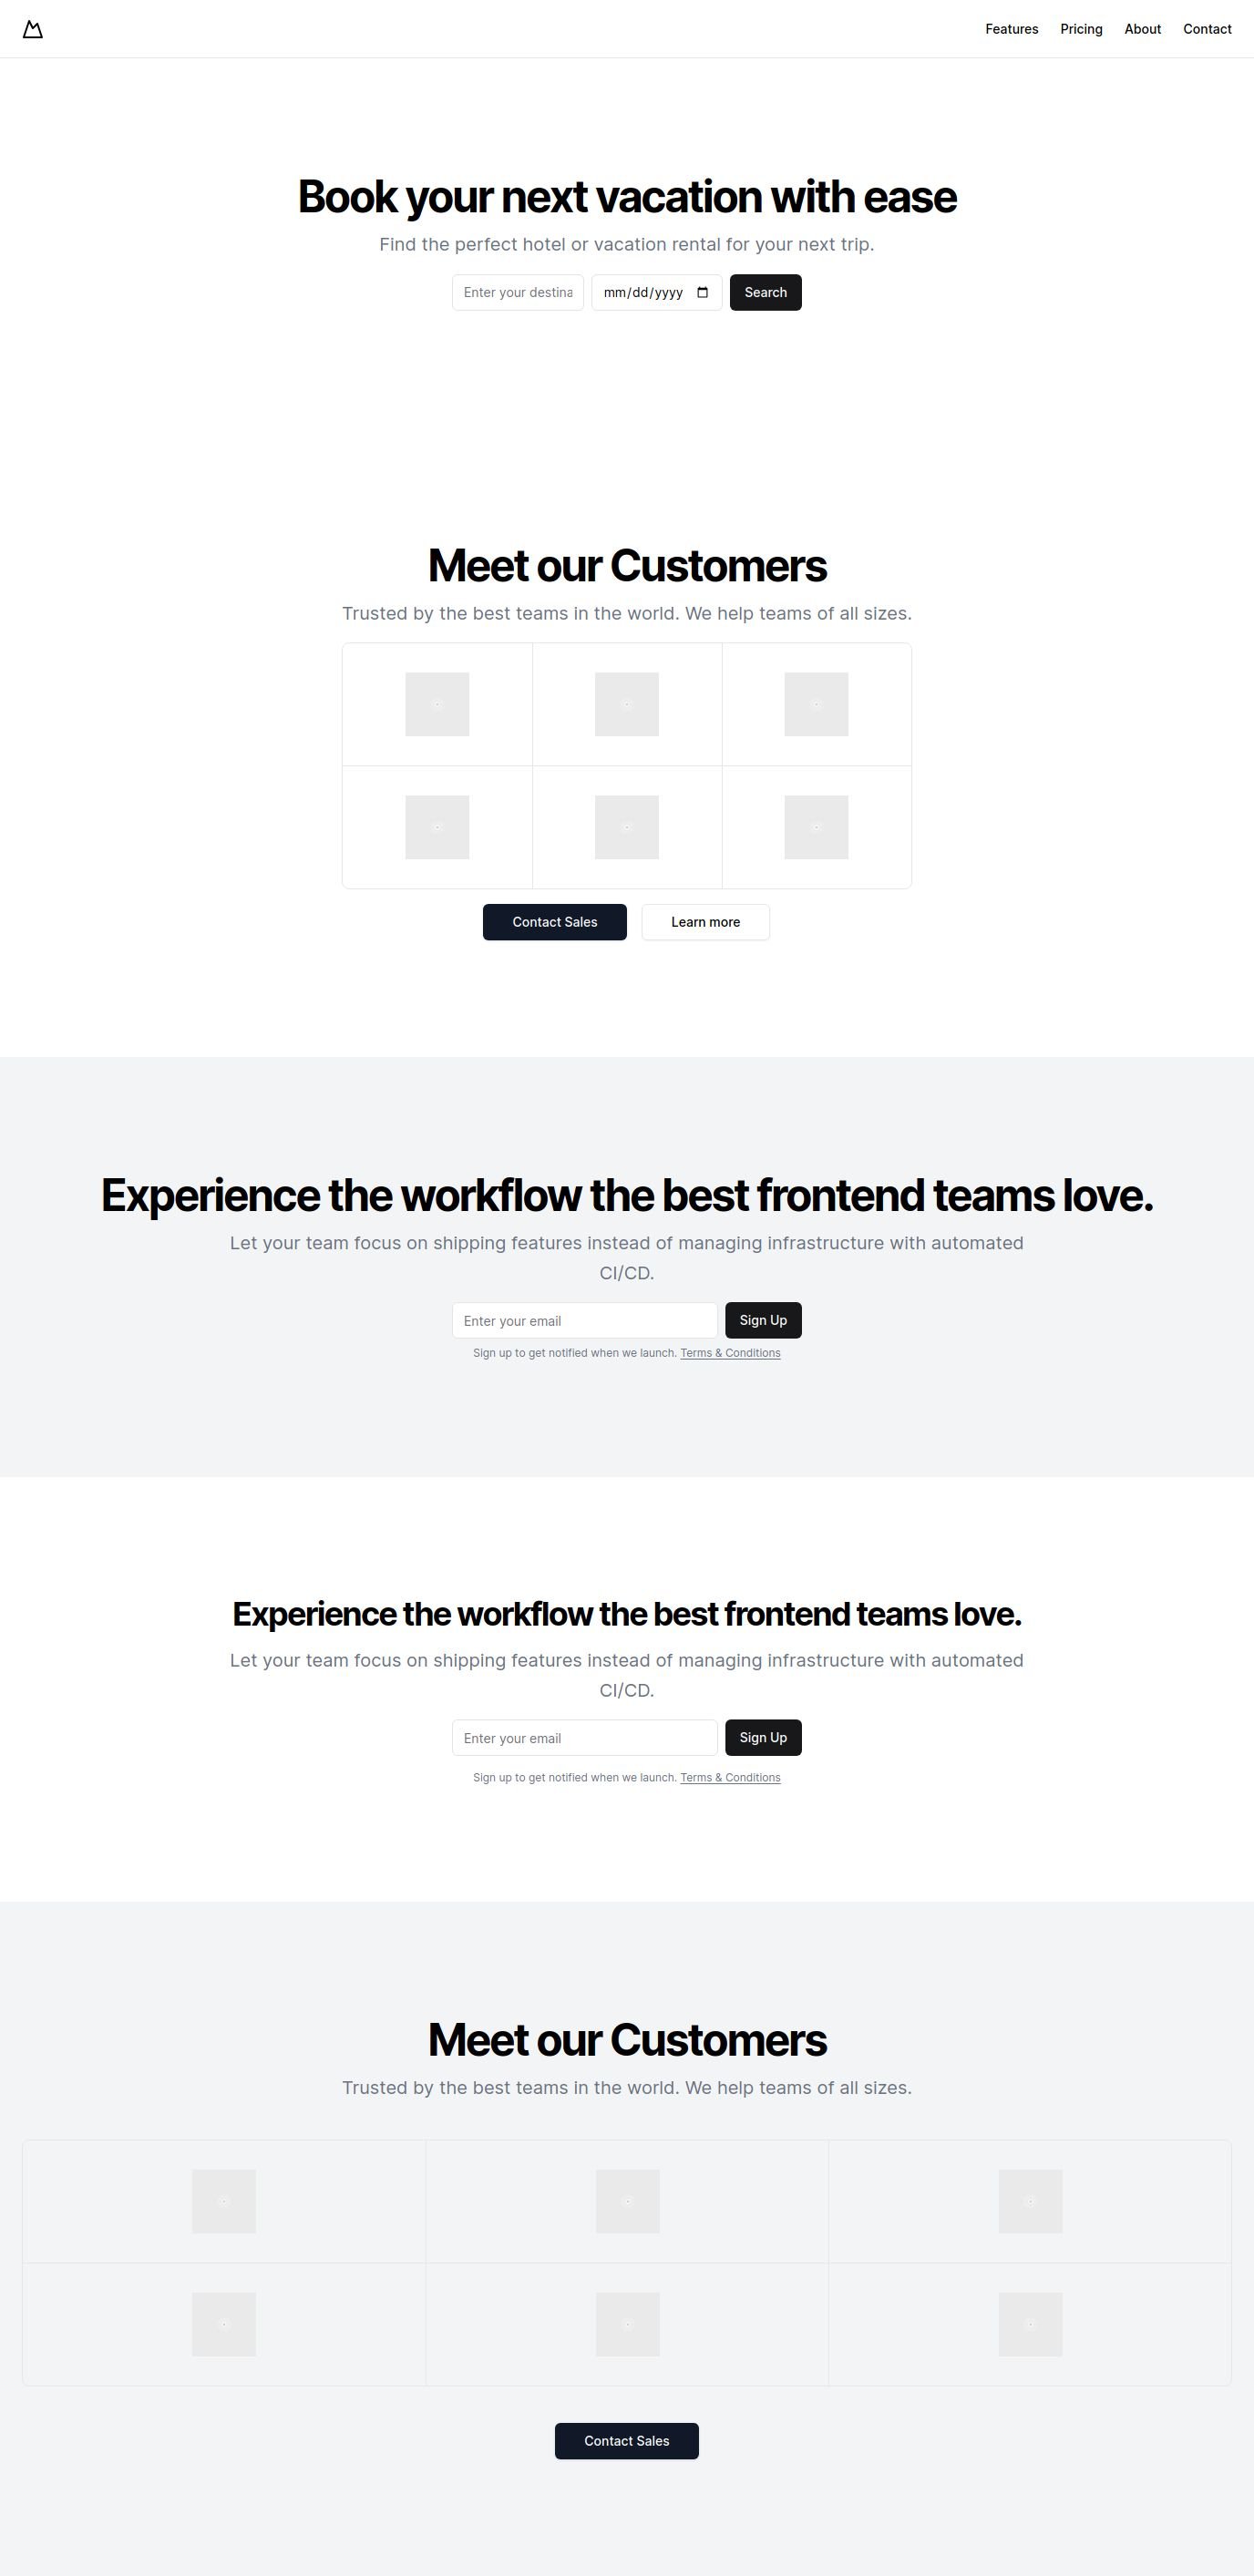 Features Pricing About Contact
Book your next vacation with ease
Find the perfect hotel or vacation rental for your next trip.
Enter your destina mm/dd/yyyy Search
Meet our Customers
Trusted by the best teams in the world. We help teams of all sizes.
Contact Sales Learn more
Experience the workflow the best frontend teams love.
Let your team focus on shipping features instead of managing infrastructure with automated
CI/CD.
Enter your email Sign Up
Sign up to get notified when we launch. Terms & Conditions
Experience the workflow the best frontend teams love.
Let your team focus on shipping features instead of managing infrastructure with automated
CI/CD.
Enter your email Sign Up
Sign up to get notified when we launch. Terms & Conditions
Meet our Customers
Trusted by the best teams in the world. We help teams of all sizes.
Contact Sales